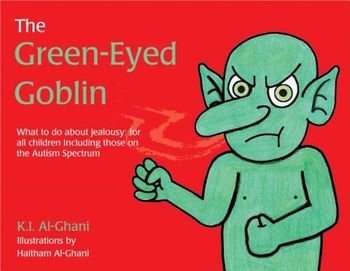 The
Green-Eyed
Goblin
What to do about jealousy: for
all children including those on
the Autism Spectrum
K.I. Al-Ghani
Illustrations by
Haitham Al-Ghani